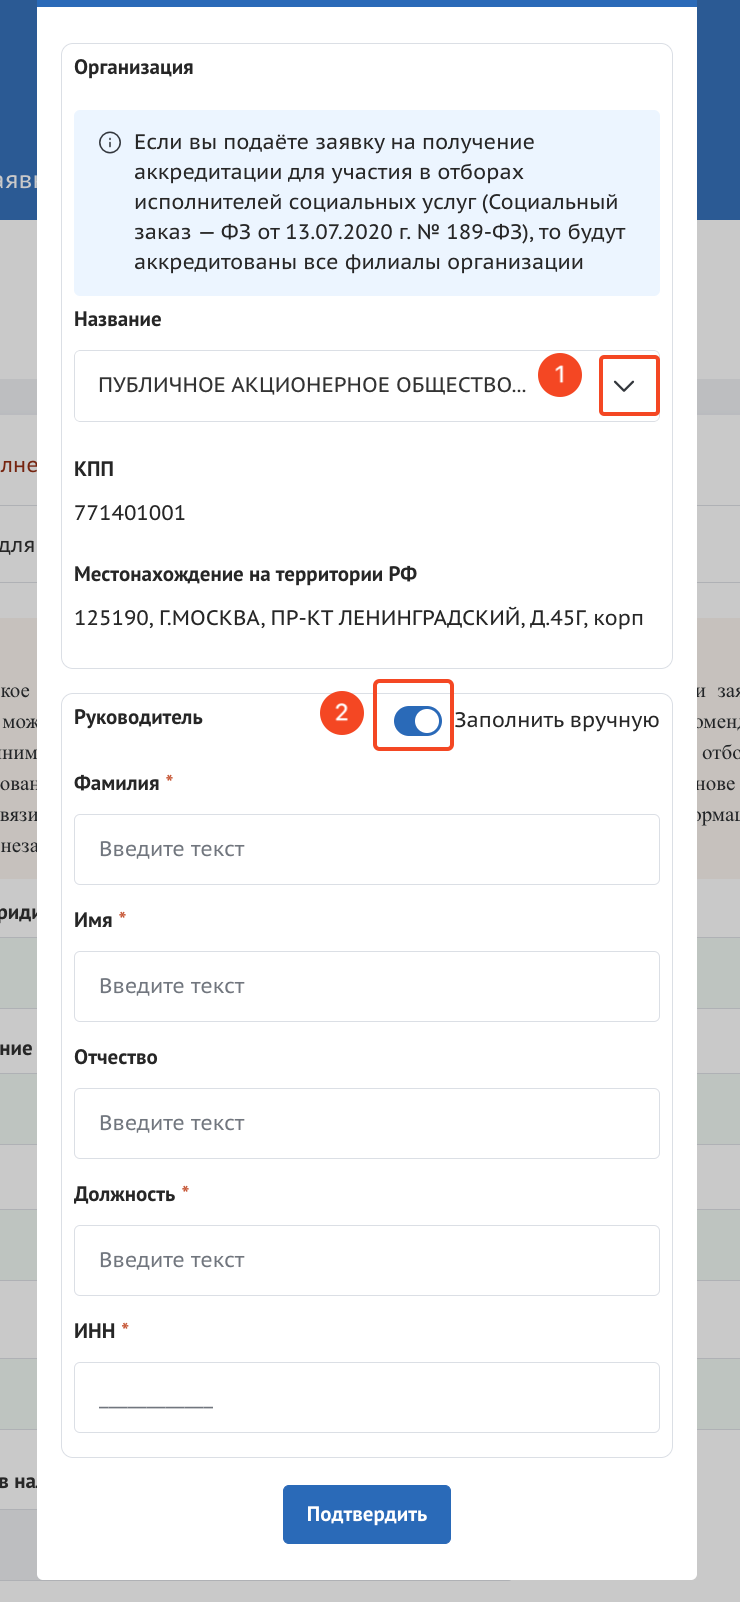 Организация
Если вы подаёте заявку на получение
аккредитации для участия в отборах
исполнителей социальных услуг (Социальный
заказ — ФЗ от 13.07.2020 г. № 189-ФЗ), то будут
аккредитованы все филиалы организации
Название
ПУБЛИЧНОЕ АКЦИОНЕРНОЕ ОБЩЕСТВО...
1
КПП
771401001
Местонахождение на территории РФ
125190, Г.МОСКВА, ПР-КТ ЛЕНИНГРАДСКИЙ, Д.45Г, корп
Руководитель
2
Заполнить вручную
Фамилия *
Введите текст
Имя *
Введите текст
Отчество
Введите текст
Должность *
Введите текст
ИНН *
____________
Подтвердить